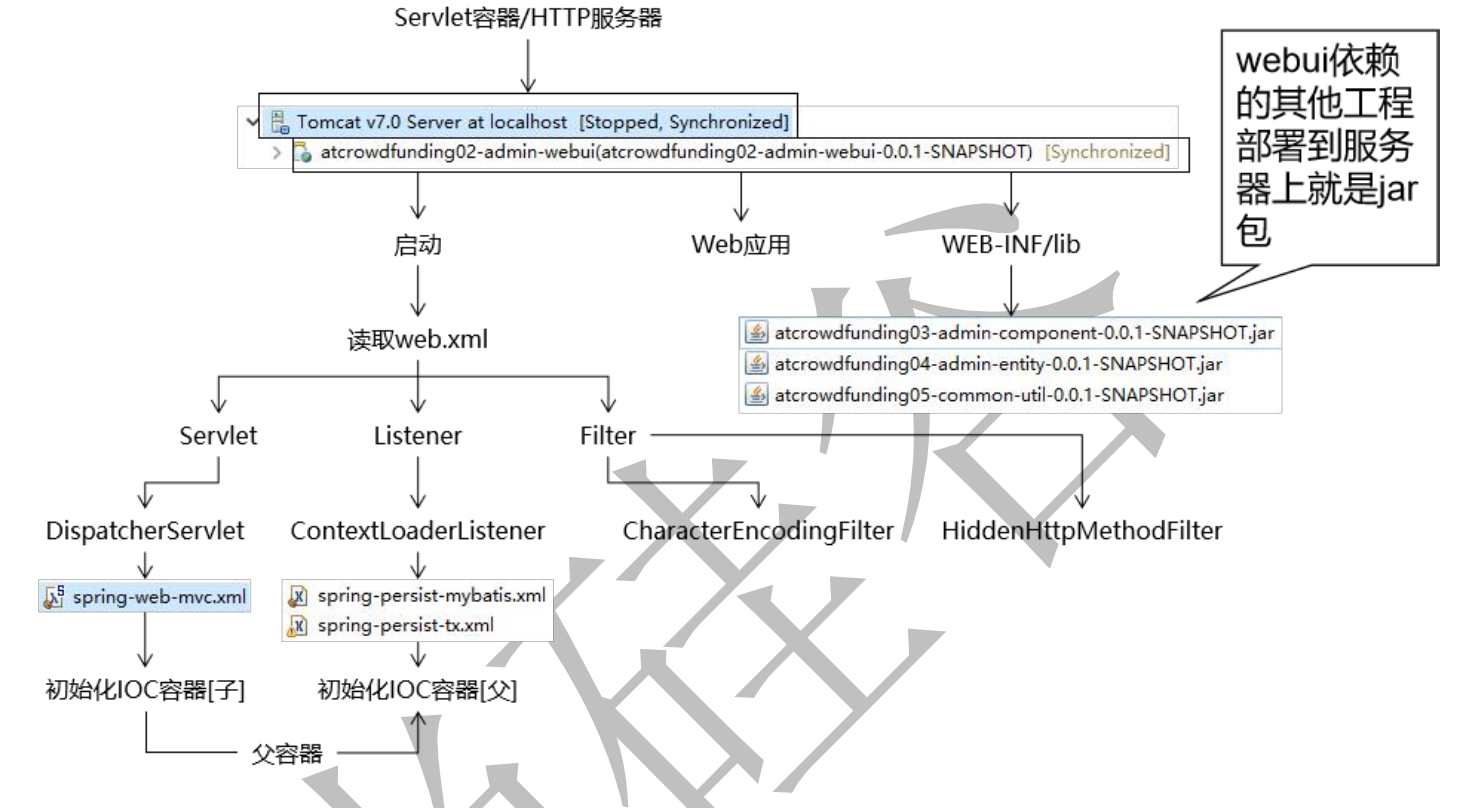 Servlet容器/HTTP服务器
webui依赖
的其他工程
部署到服务
器上就是jar
包
Tomcat v7.0 Server at localhost [Stopped, Synchronized]
atcrowdfunding02-admin-webui(atcrowdfunding02-admin-webui-0.0.1-SNAPSHOT) [Synchronized]
启动
Web应用
WEB-INF/lib
读取web.xml
atcrowdfunding03-admin-component-0.0.1-SNAPSHOT.jar
atcrowdfunding04-admin-entity-0.0.1-SNAPSHOT.jar
atcrowdfunding05-common-util-0.0.1-SNAPSHOT.jar
Servlet
Listener
Filter
DispatcherServlet
ContextLoaderListener
CharacterEncodingFilter
HiddenHttpMethodFilter
spring-web-mvc.xml
spring-persist-mybatis.xml
spring-persist-tx.xml
初始化IOC容器[子]
初始化IOC容器[父]
父容器
硅谷